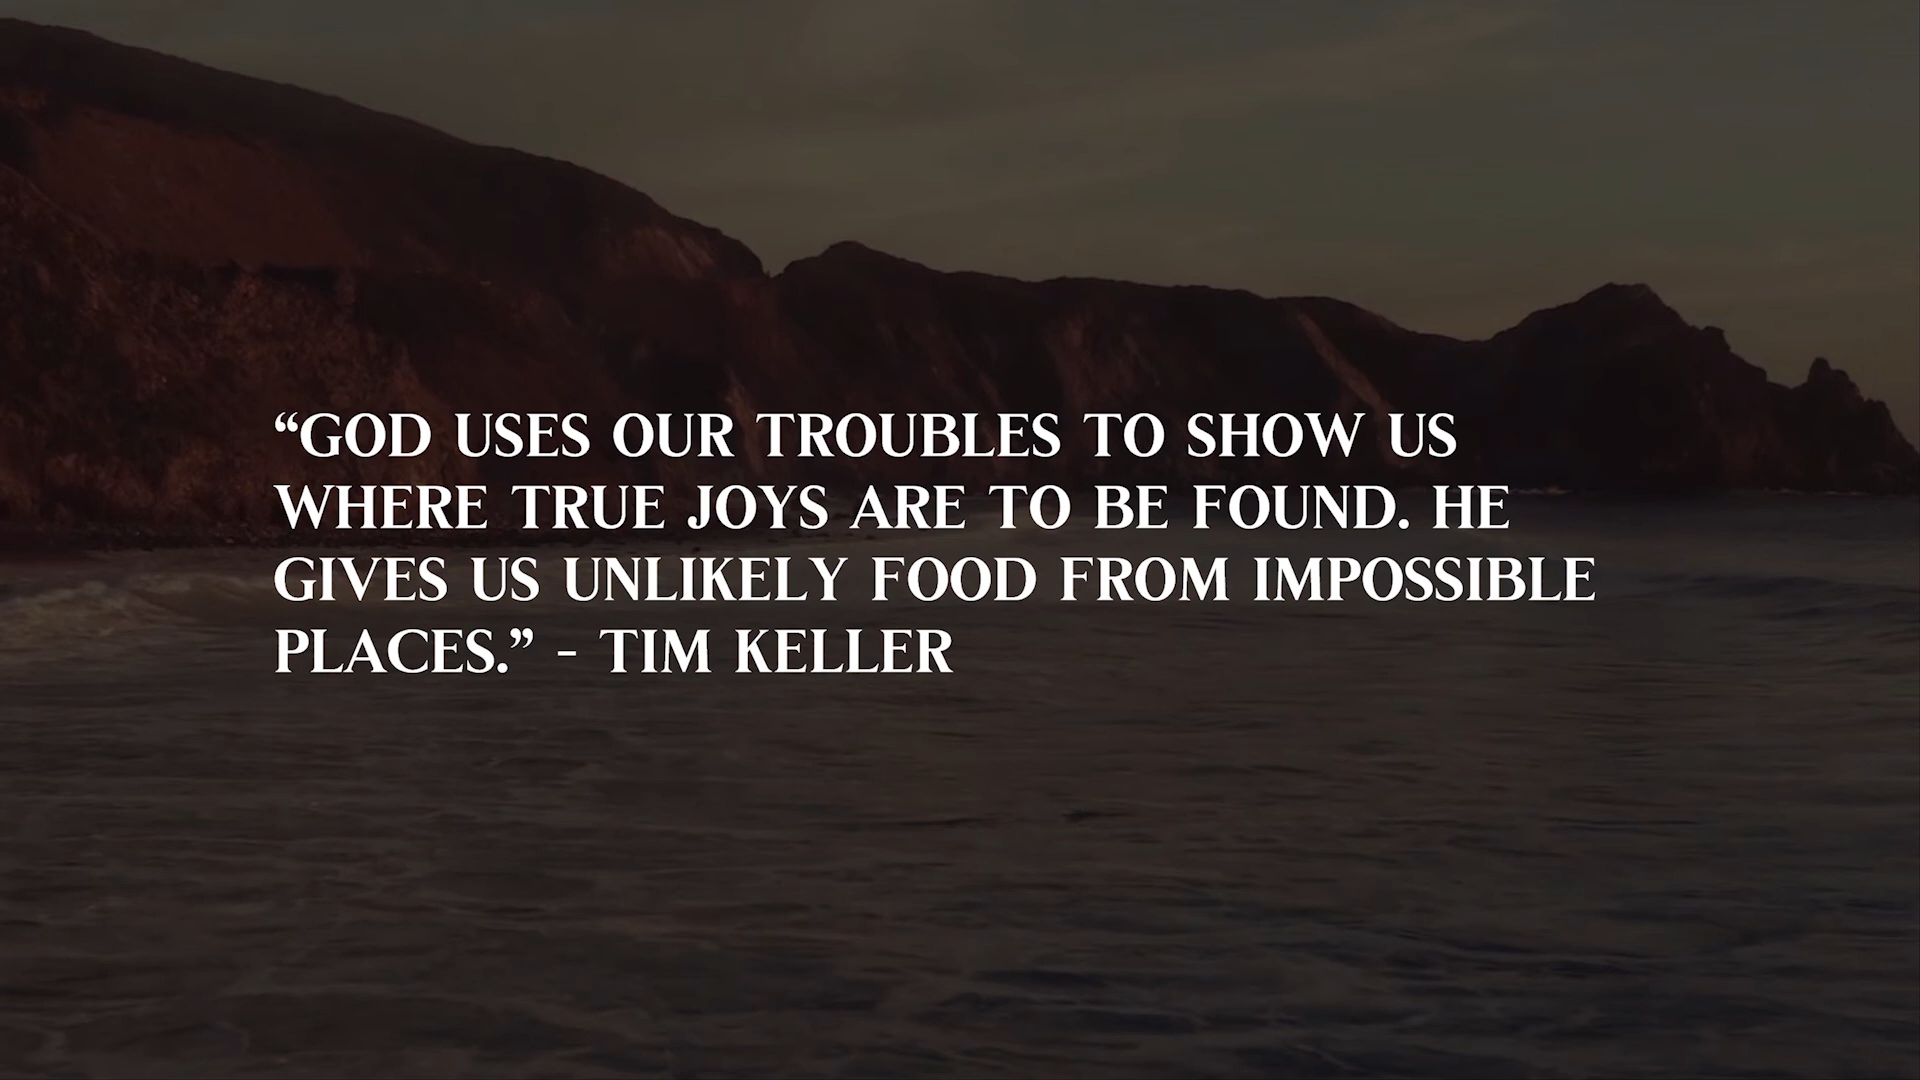 “GOD USES OUR TROUBLES TO SHOW US
WHERE TRUE JOYS ARE TO BE FOUND. HE
GIVES US UNLIKELY FOOD FROM IMPOSSIBLE
PLACES.” - TIM KELLER